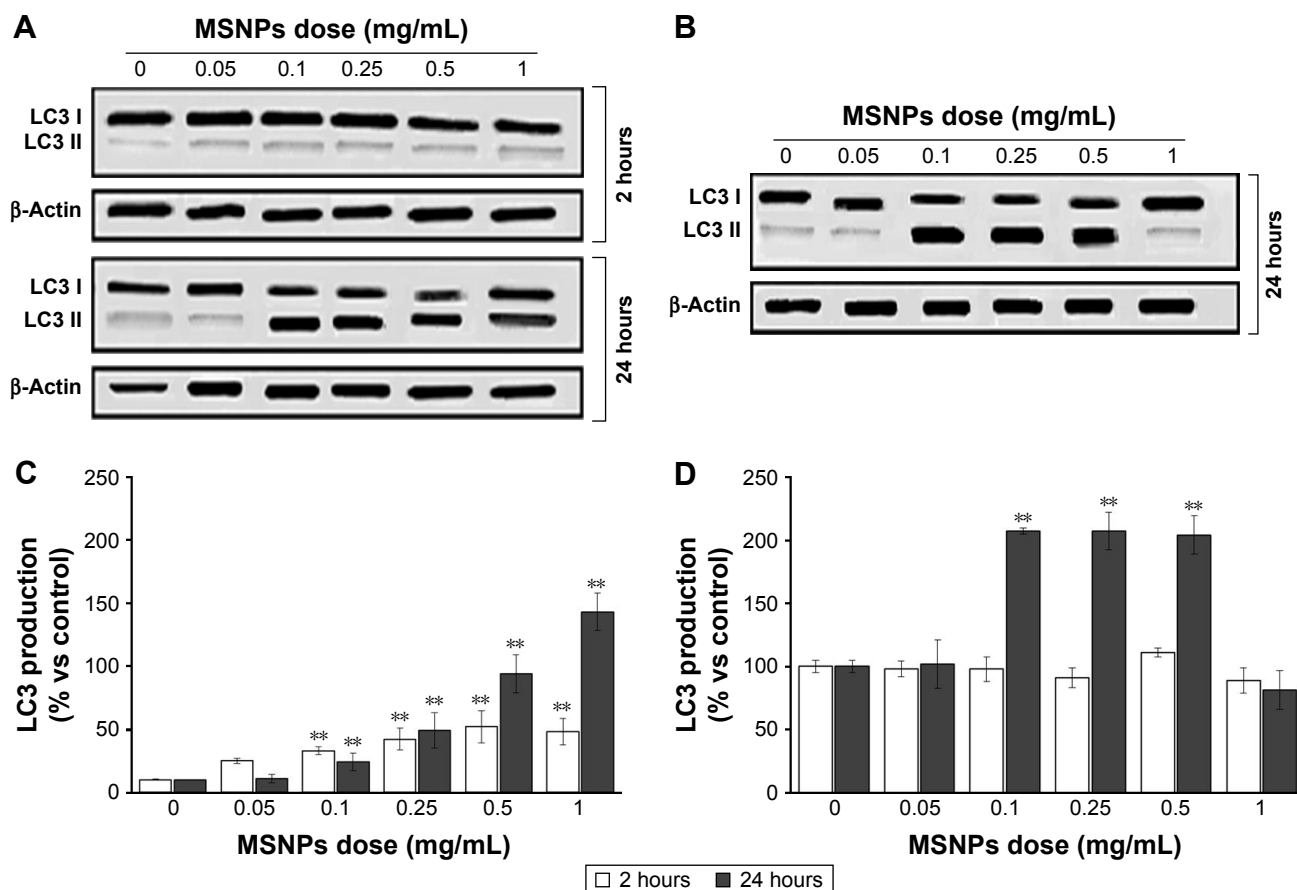 A
MSNPs dose (mg/mL)
0 0.05 0.1 0.25 0.5 1
LC3 I
LC3 II
β-Actin
2 hours
LC3 I
LC3 II
β-Actin
24 hours
B
MSNPs dose (mg/mL)
0 0.05 0.1 0.25 0.5 1
LC3 I
LC3 II
β-Actin
24 hours
C
LC3 production
(% vs control)
250
200
150
100
50
0
** ** ** ** ** ** ** **
0 0.05 0.1 0.25 0.5 1
MSNPs dose (mg/mL)
D
LC3 production
(% vs control)
250
200
150
100
50
0
** ** **
0 0.05 0.1 0.25 0.5 1
MSNPs dose (mg/mL)
2 hours 24 hours